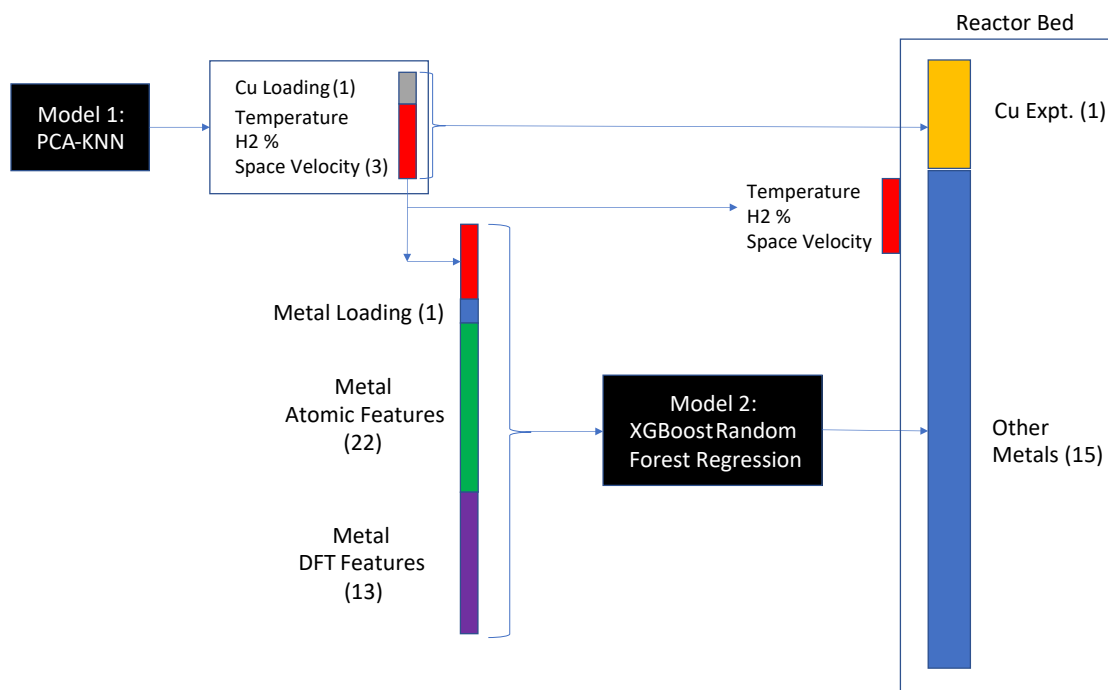 Reactor Bed
Model 1:
PCA-KNN
Cu Loading (1)
Temperature
H2 %
Space Velocity (3)
Cu Expt. (1)
Temperature
H2 %
Space Velocity
Metal Loading (1)
Metal
Atomic Features
(22)
Metal
DFT Features
(13)
Model 2:
XGBoost Random
Forest Regression
Other
Metals (15)